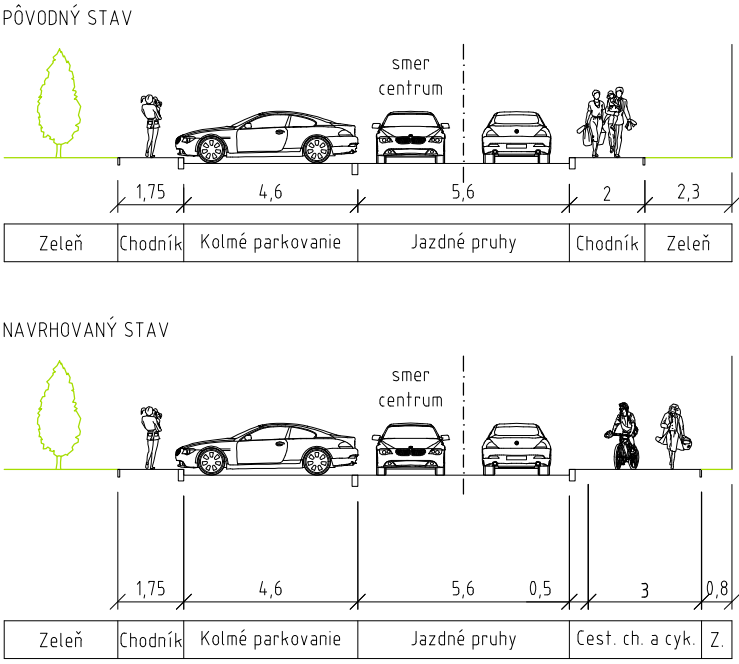 PÔVODNÝ STAV
smer
centrum
1,75 4,6 5,6 2 2,3
Zeleň Chodník Kolmé parkovanie Jazdné pruhy Chodník Zeleň
NAVRHOVANÝ STAV
smer
centrum
1,75 4,6 5,6 0,5 3 0,8
Zeleň Chodník Kolmé parkovanie Jazdné pruhy Cest. ch. a cyk. Z.